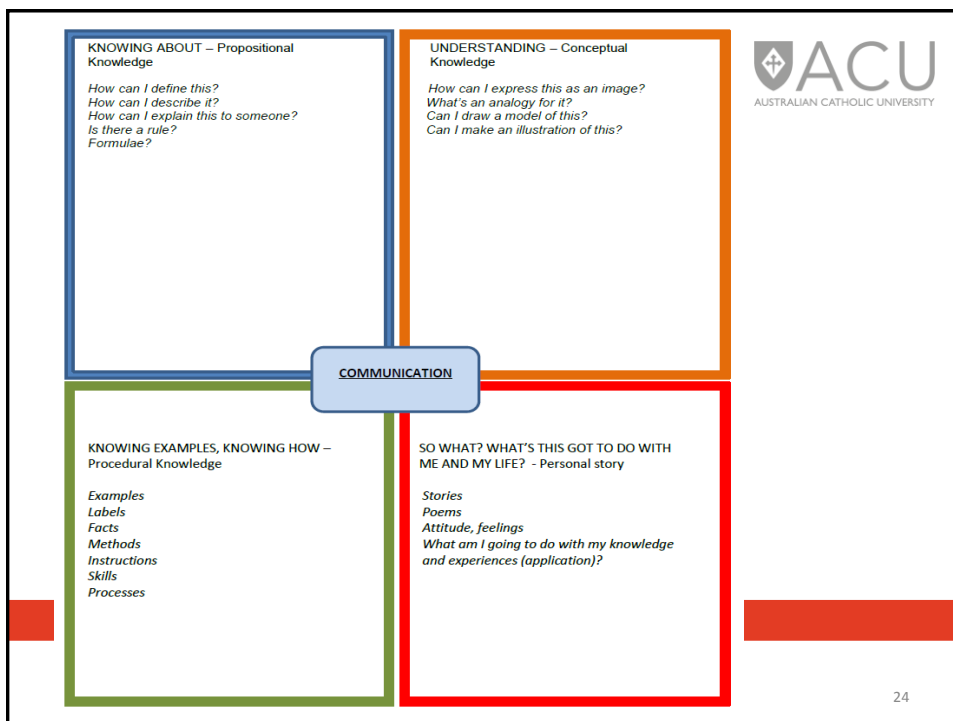 KNOWING ABOUT – Propositional
Knowledge
How can I define this?
How can I describe it?
How can I explain this to someone?
Is there a rule?
Formulae?
UNDERSTANDING – Conceptual
Knowledge
How can I express this as an image?
What's an analogy for it?
Can I draw a model of this?
Can I make an illustration of this?
ACU
AUSTRALIAN CATHOLIC UNIVERSITY
COMMUNICATION
KNOWING EXAMPLES, KNOWING HOW –
Procedural Knowledge
Examples
Labels
Facts
Methods
Instructions
Skills
Processes
SO WHAT? WHAT'S THIS GOT TO DO WITH
ME AND MY LIFE?  - Personal story
Stories
Poems
Attitude, feelings
What am I going to do with my knowledge
and experiences (application)?
24